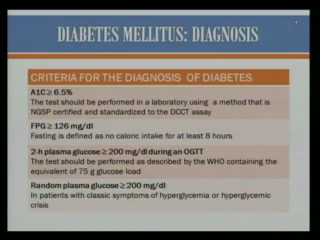 DIABETES MELLITUS: DIAGNOSIS
CRITERIA FOR THE DIAGNOSIS OF DIABETES
A1C ≥ 6.5%
The test should be performed in a laboratory using a method that is
NGSP certified and standardized to the DCCT assay
FPG ≥ 126 mg/dl
Fasting is defined as no caloric intake for at least 8 hours
2-h plasma glucose ≥ 200 mg/dl during an OGTT
The test should be performed as described by the WHO containing the
equivalent of 75 g glucose load
Random plasma glucose ≥ 200 mg/dl
In patients with classic symptoms of hyperglycemia or hyperglycemic
crisis